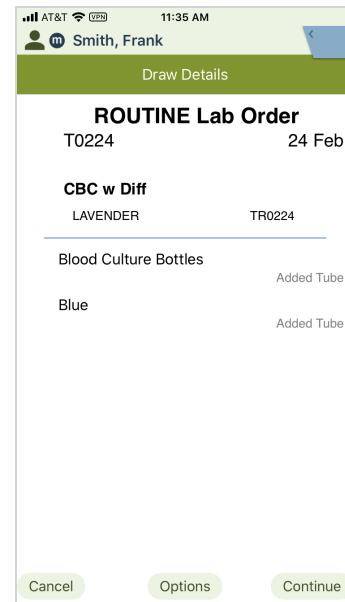 AT&T VPN 11:35 AM
m Smith, Frank
Draw Details
ROUTINE Lab Order
T0224 24 Feb
CBC w Diff
LAVENDER TR0224
Blood Culture Bottles
Added Tube
Blue
Added Tube
Cancel Options Continue